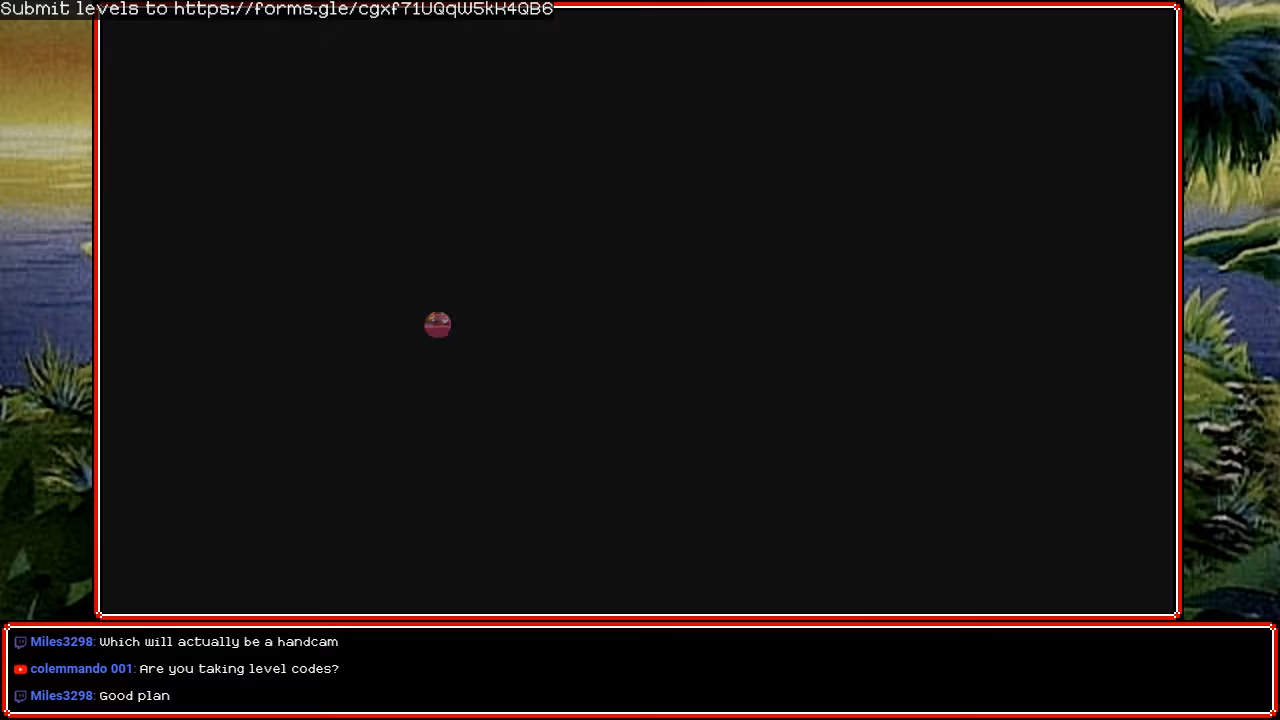 Submit levels to https://forms.gle/cgxf71UQqW5kH4QB6
Miles3298: Which will actually be a handcam
colemmando 001: Are you taking level codes?
Miles3298: Good plan